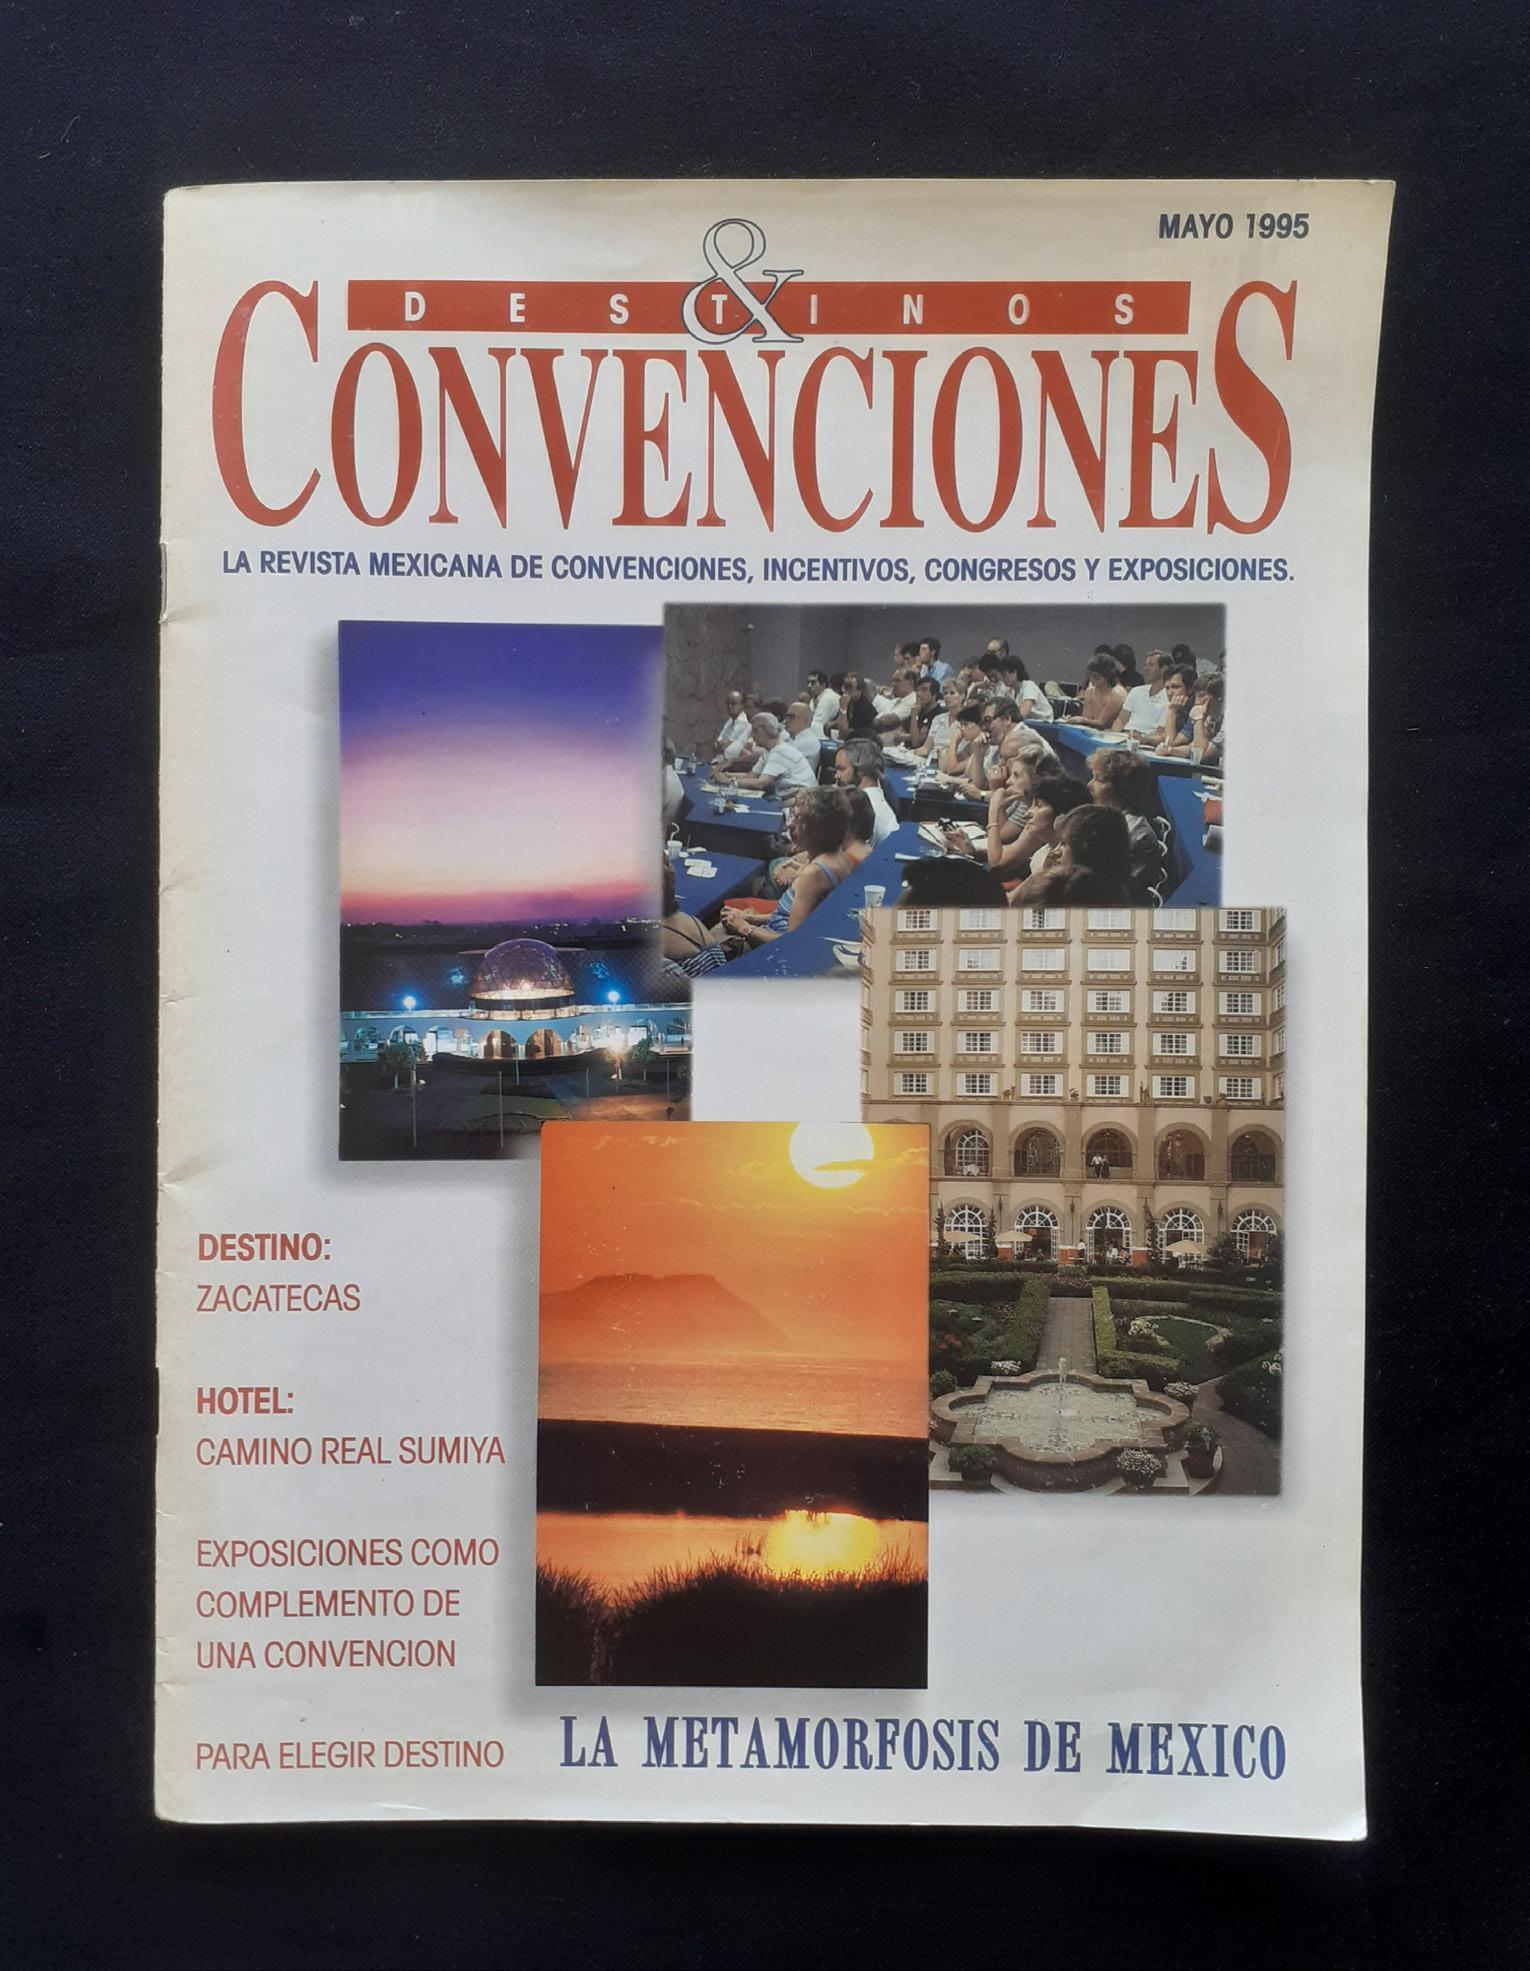 MAYO 1995
DESTINOS
&
CONVENCIONES
LA REVISTA MEXICANA DE CONVENCIONES, INCENTIVOS, CONGRESOS Y EXPOSICIONES.
DESTINO:
ZACATECAS
HOTEL:
CAMINO REAL SUMIYA
EXPOSICIONES COMO
COMPLEMENTO DE
UNA CONVENCION
PARA ELEGIR DESTINO
LA METAMORFOSIS DE MEXICO